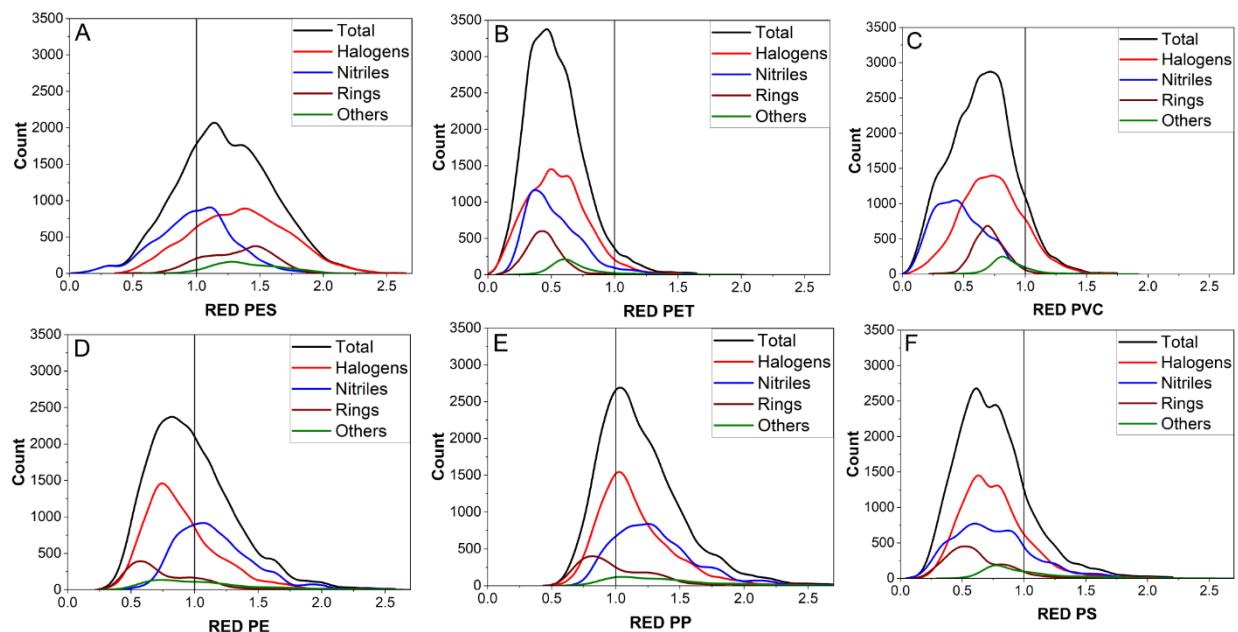 A
Total
Halogens
Nitriles
Rings
Others
3500
3000
2500
2000
1500
1000
500
0
Count
0.0 0.5 1.0 1.5 2.0 2.5
RED PES
B
Total
Halogens
Nitriles
Rings
Others
3500
3000
2500
2000
1500
1000
500
0
Count
0.0 0.5 1.0 1.5 2.0 2.5
RED PET
C
Total
Halogens
Nitriles
Rings
Others
3500
3000
2500
2000
1500
1000
500
0
Count
0.0 0.5 1.0 1.5 2.0 2.5
RED PVC
D
Total
Halogens
Nitriles
Rings
Others
3500
3000
2500
2000
1500
1000
500
0
Count
0.0 0.5 1.0 1.5 2.0 2.5
RED PE
E
Total
Halogens
Nitriles
Rings
Others
3500
3000
2500
2000
1500
1000
500
0
Count
0.0 0.5 1.0 1.5 2.0 2.5
RED PP
F
Total
Halogens
Nitriles
Rings
Others
3500
3000
2500
2000
1500
1000
500
0
Count
0.0 0.5 1.0 1.5 2.0 2.5
RED PS